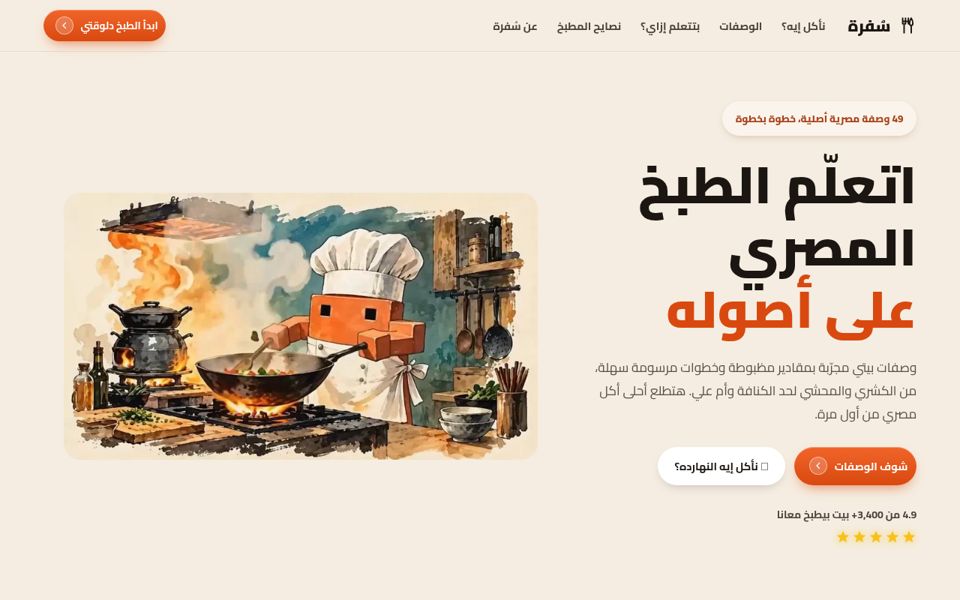 سُفرة
نأكل إيه؟
الوصفات
بتتعلم إزاي؟
نصايح المطبخ
عن سُفرة
ابدأ الطبخ دلوقتي
49 وصفة مصرية أصلية، خطوة بخطوة
اتعلّم الطبخ
المصري
على أصوله
وصفات بيتي مجرّبة بمقادير مظبوطة وخطوات مرسومة سهلة،
من الكشري والمحشي لحد الكنافة وأم علي. هتطلع أحلى أكل
مصري من أول مرة.
شوف الوصفات
نأكل إيه النهارده؟
4.9 من 3,400+ بيت بيطبخ معانا